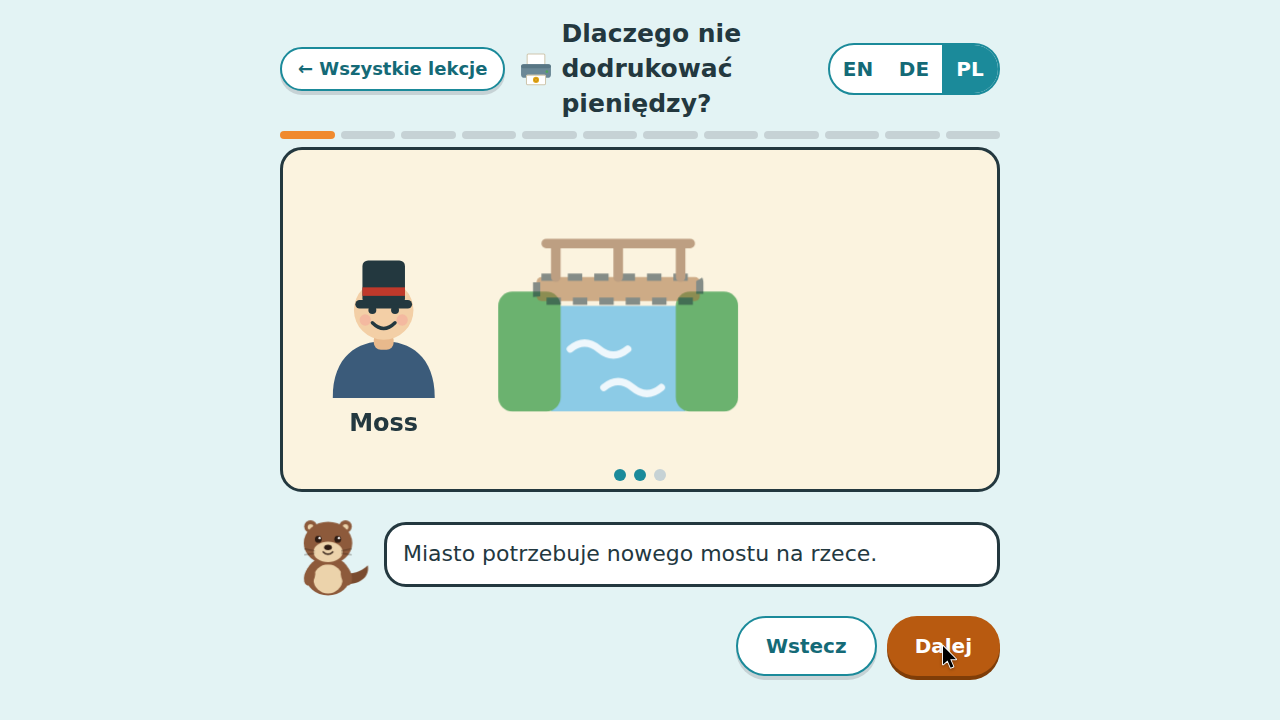 ← Wszystkie lekcje
Dlaczego nie
dodrukować
pieniędzy?
EN DE PL
Moss
Miasto potrzebuje nowego mostu na rzece.
Wstecz
Dalej